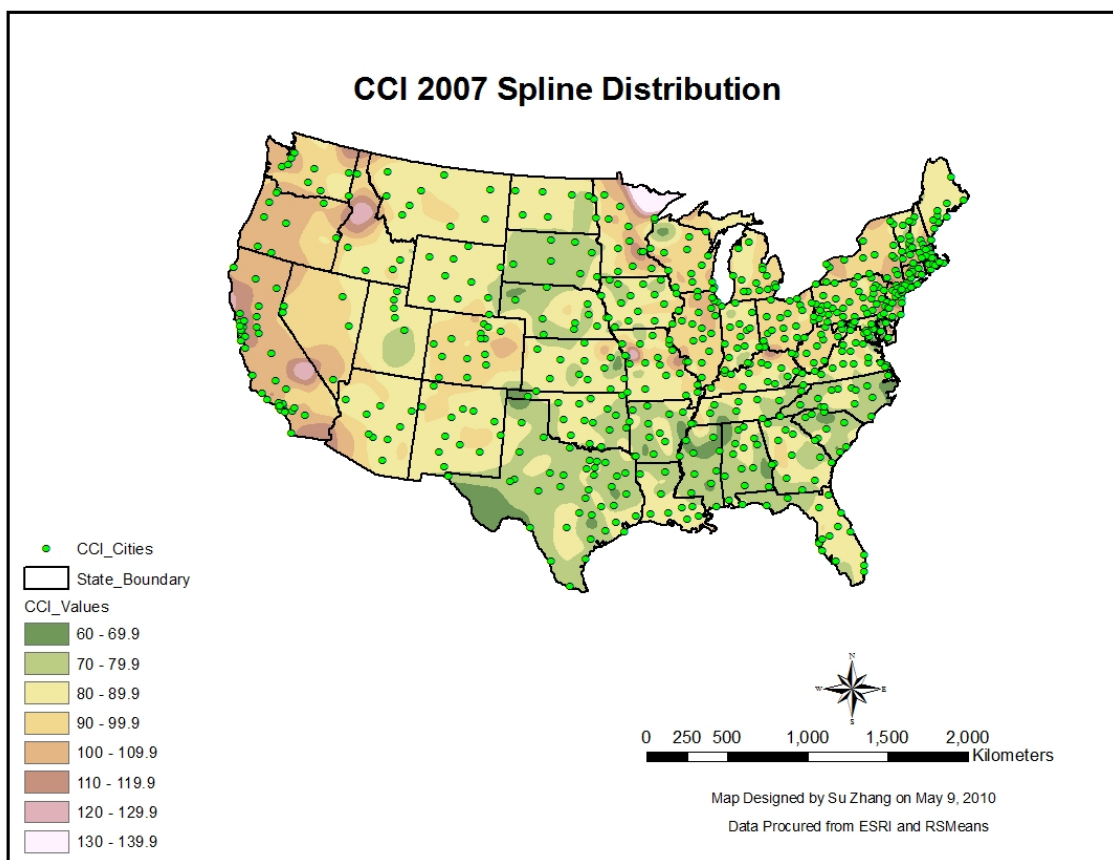 CCI 2007 Spline Distribution
CCI_Cities
State_Boundary
CCI_Values
60 - 69.9
70 - 79.9
80 - 89.9
90 - 99.9
100 - 109.9
110 - 119.9
120 - 129.9
130 - 139.9
N
W E
S
0 250 500 1,000 1,500 2,000
Kilometers
Map Designed by Su Zhang on May 9, 2010
Data Procured from ESRI and RSMeans